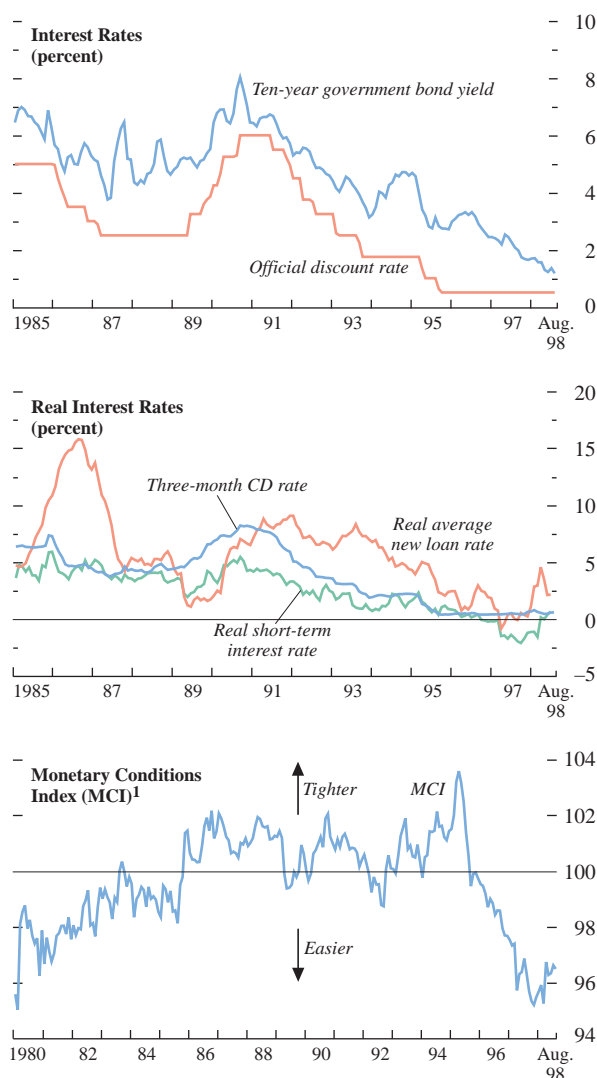 Interest Rates
(percent)
Ten-year government bond yield
Official discount rate
10
8
6
4
2
0
1985 87 89 91 93 95 97 Aug.
98
Real Interest Rates
(percent)
Three-month CD rate
Real average
new loan rate
Real short-term
interest rate
20
15
10
5
0
–5
1985 87 89 91 93 95 97 Aug.
98
Monetary Conditions
Index (MCI)1
Tighter
MCI
Easier
104
102
100
98
96
94
1980 82 84 86 88 90 92 94 96 Aug.
98